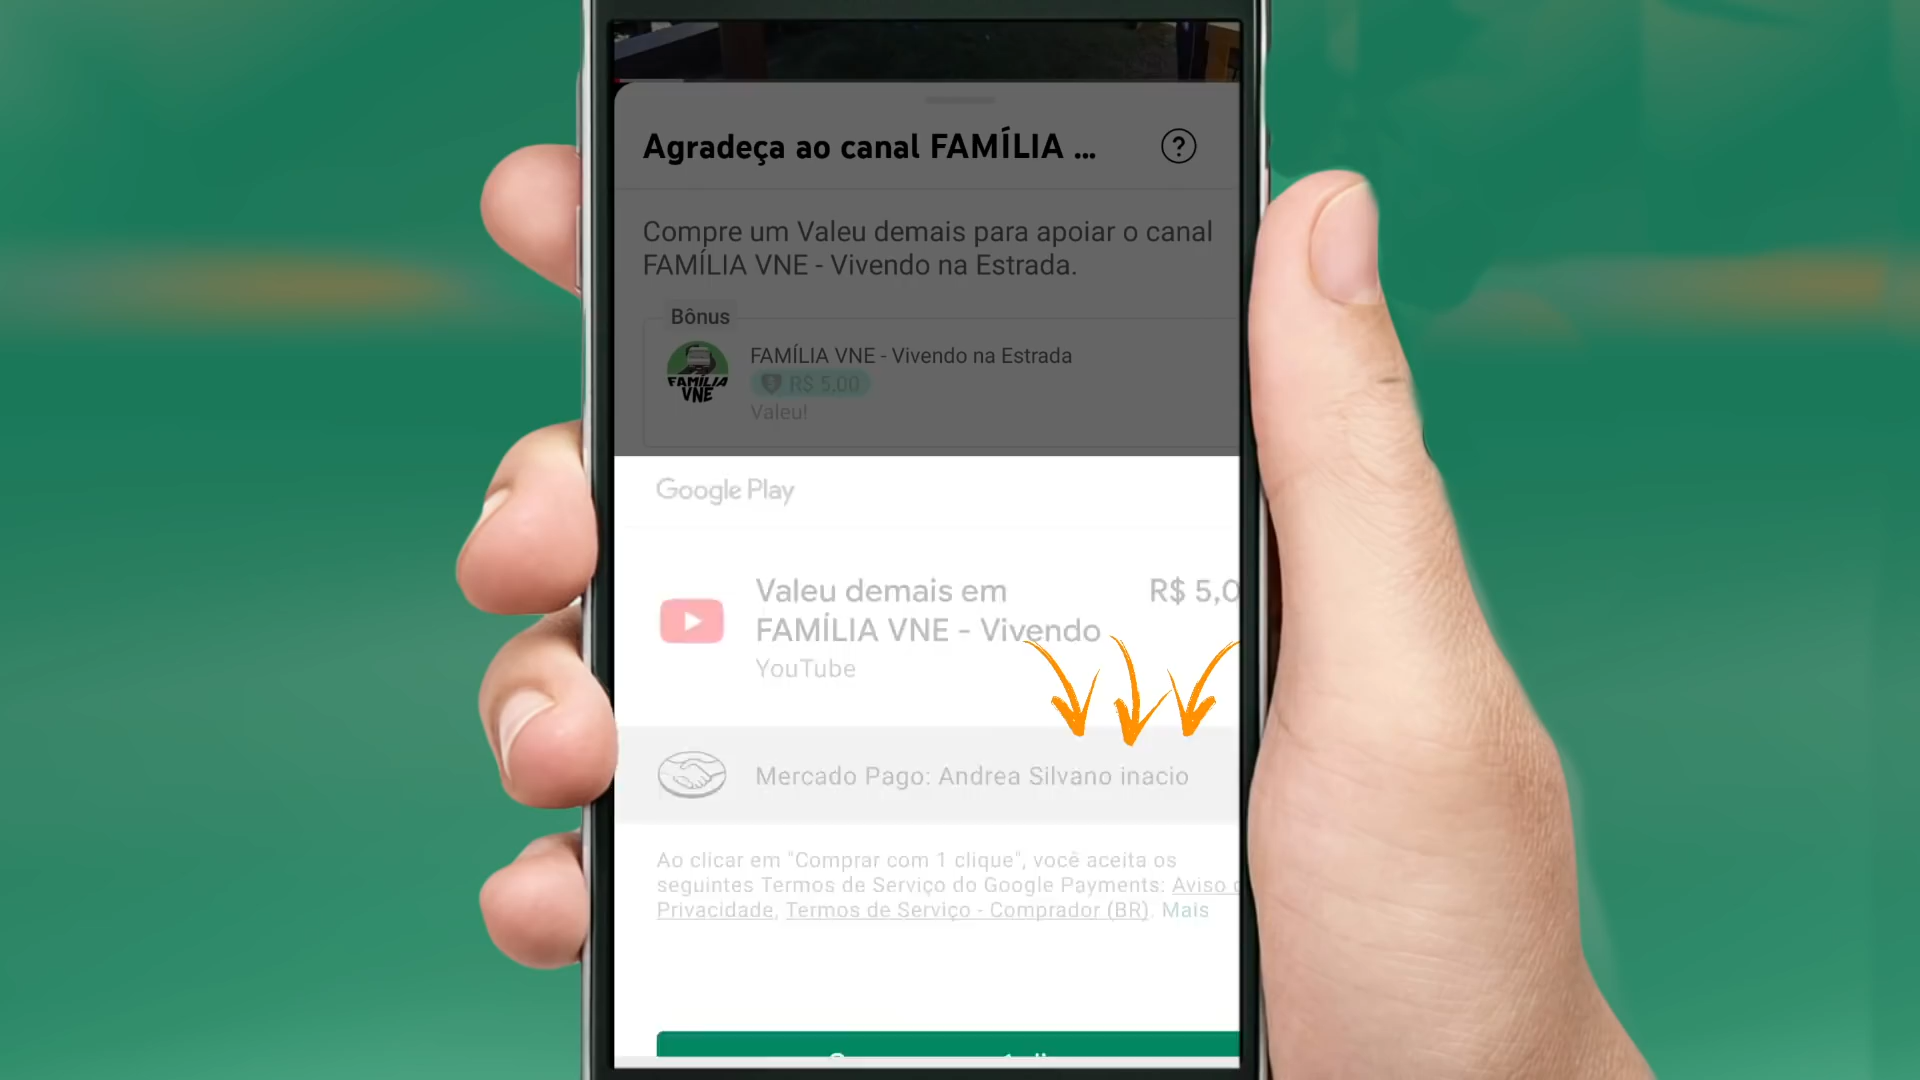 Agradeça ao canal FAMÍLIA ...
?
Compre um Valeu demais para apoiar o canal
FAMÍLIA VNE - Vivendo na Estrada.
Bônus
FAMÍLIA
VNE
FAMÍLIA VNE - Vivendo na Estrada
R$ 5,00
Valeu!
Google Play
Valeu demais em
R$ 5,0
FAMÍLIA VNE - Vivendo
YouTube
Mercado Pago: Andrea Silvano inacio
Ao clicar em "Comprar com 1 clique", você aceita os
seguintes Termos de Serviço do Google Payments: Aviso
Privacidade, Termos de Serviço - Comprador (BR). Mais